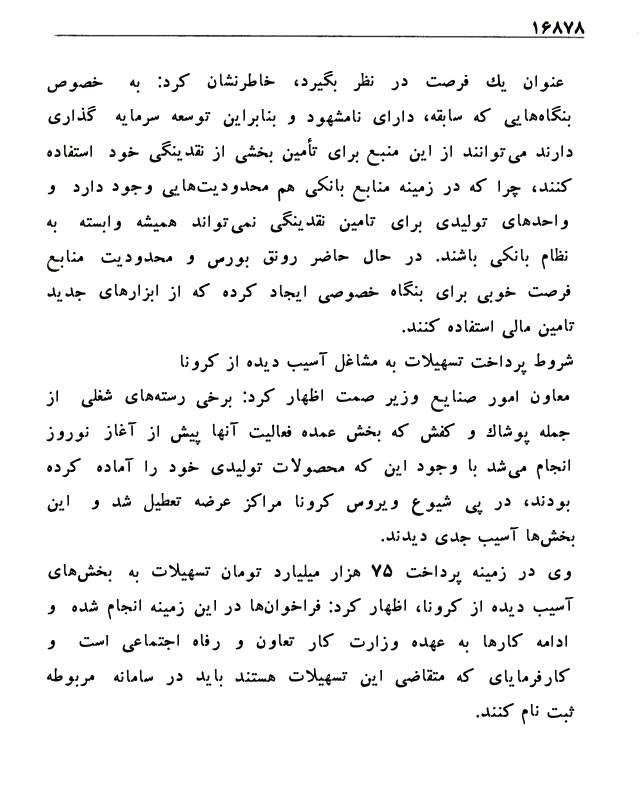 ۱۶۸۷۸
عنوان یك فرصت در نظر بگیرد، خاطرنشان کرد: به خصوص
بنگاه‌هایی که سابقه، دارای نامشهود و بنابراین توسعه سرمایه گذاری
دارند می‌توانند از این منبع برای تأمین بخشی از نقدینگی خود استفاده
کنند، چرا که در زمینه منابع بانکی هم محدودیت‌هایی وجود دارد و
واحدهای تولیدی برای تامین نقدینگی نمی‌تواند همیشه وابسته به
نظام بانکی باشند. در حال حاضر رونق بورس و محدودیت منابع
فرصت خوبی برای بنگاه خصوصی ایجاد کرده که از ابزارهای جدید
تامین مالی استفاده کنند.
شروط پرداخت تسهیلات به مشاغل آسیب دیده از کرونا
معاون امور صنایع وزیر صمت اظهار کرد: برخی رسته‌های شغلی از
جمله پوشاك و کفش که بخش عمده فعالیت آنها پیش از آغاز نوروز
انجام می‌شد با وجود این که محصولات تولیدی خود را آماده کرده
بودند، در پی شیوع ویروس کرونا مراکز عرضه تعطیل شد و این
بخش‌ها آسیب جدی دیدند.
وی در زمینه پرداخت ۷۵ هزار میلیارد تومان تسهیلات به بخش‌های
آسیب دیده از کرونا، اظهار کرد: فراخوان‌ها در این زمینه انجام شده و
ادامه کارها به عهده وزارت کار تعاون و رفاه اجتماعی است و
کارفرمایای که متقاضی این تسهیلات هستند باید در سامانه مربوطه
ثبت نام کنند.